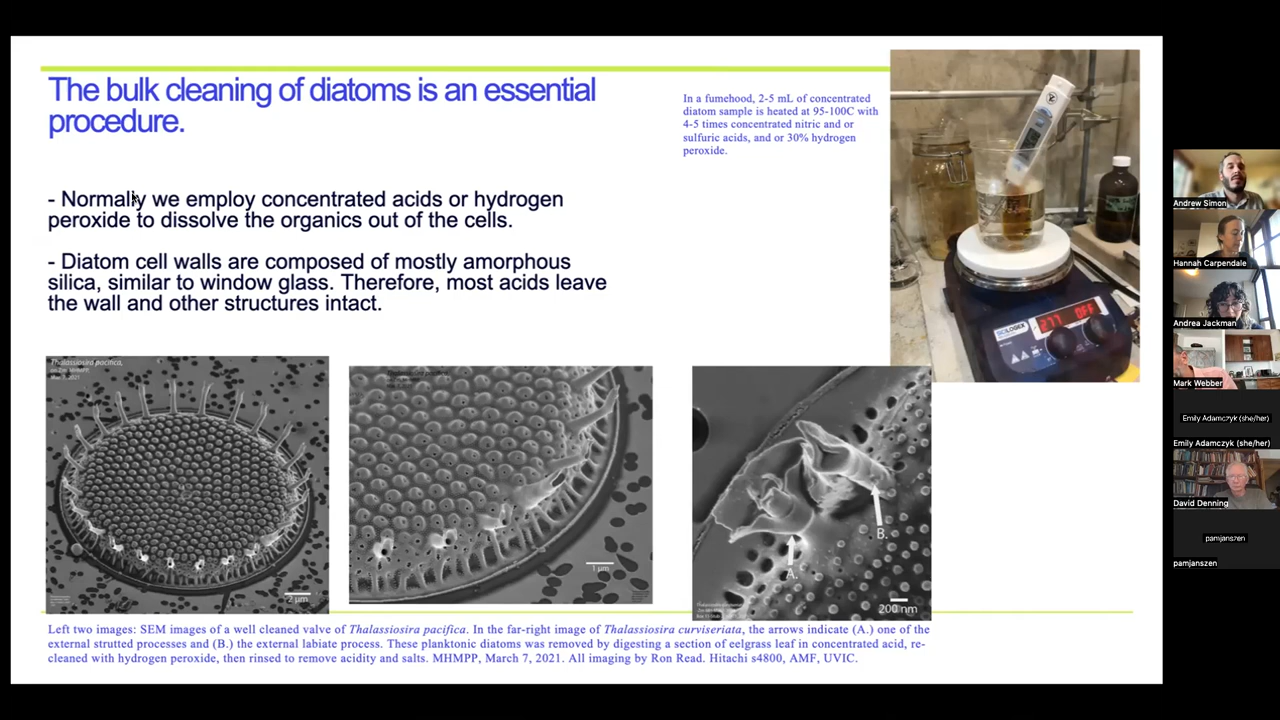 The bulk cleaning of diatoms is an essential
procedure.
In a fumehood, 2-5 mL of concentrated
diatom sample is heated at 95-100C with
4-5 times concentrated nitric and or
sulfuric acids, and or 30% hydrogen
peroxide.
- Normally we employ concentrated acids or hydrogen
peroxide to dissolve the organics out of the cells.
- Diatom cell walls are composed of mostly amorphous
silica, similar to window glass. Therefore, most acids leave
the wall and other structures intact.
SCILOGEX
277 OFF
Thalassiosira pacifica,
2 µm
1 µm
A.
B.
200 nm
Left two images: SEM images of a well cleaned valve of Thalassiosira pacifica. In the far-right image of Thalassiosira curviseriata, the arrows indicate (A.) one of the
external strutted processes and (B.) the external labiate process. These planktonic diatoms was removed by digesting a section of eelgrass leaf in concentrated acid, re-
cleaned with hydrogen peroxide, then rinsed to remove acidity and salts. MHMPP, March 7, 2021. All imaging by Ron Read. Hitachi s4800, AMF, UVIC.
Andrew Simon
Hannah Carpendale
Andrea Jackman
Mark Webber
Emily Adamczyk (she/her)
Emily Adamczyk (she/her)
David Denning
pamjanszen
pamjanszen